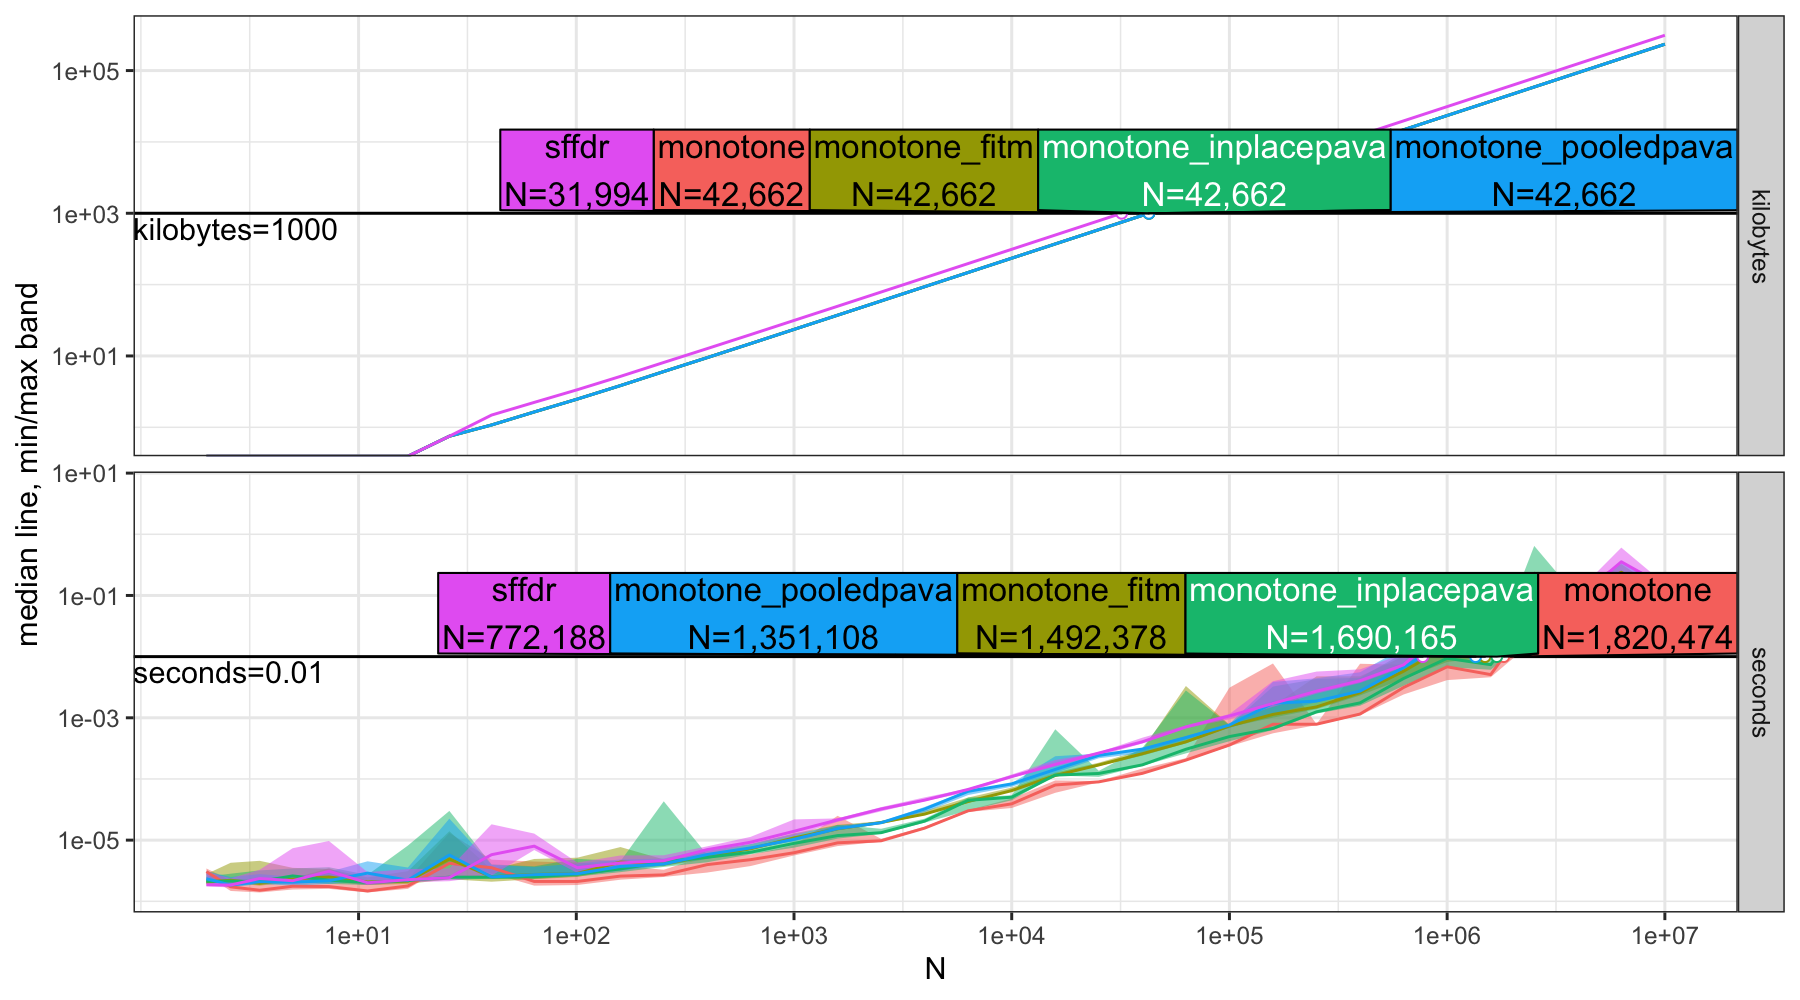 1e+05
sffdr monotone monotone_fitm monotone_inplacepava monotone_pooledpava
N=31,994 N=42,662 N=42,662 N=42,662 N=42,662
1e+03
kilobytes=1000
1e+01
kilobytes
median line, min/max band
1e+01
1e-01
sffdr monotone_pooledpava monotone_fitm monotone_inplacepava monotone
N=772,188 N=1,351,108 N=1,492,378 N=1,690,165 N=1,820,474
seconds=0.01
1e-03
1e-05
seconds
1e+01 1e+02 1e+03 1e+04 1e+05 1e+06 1e+07
N